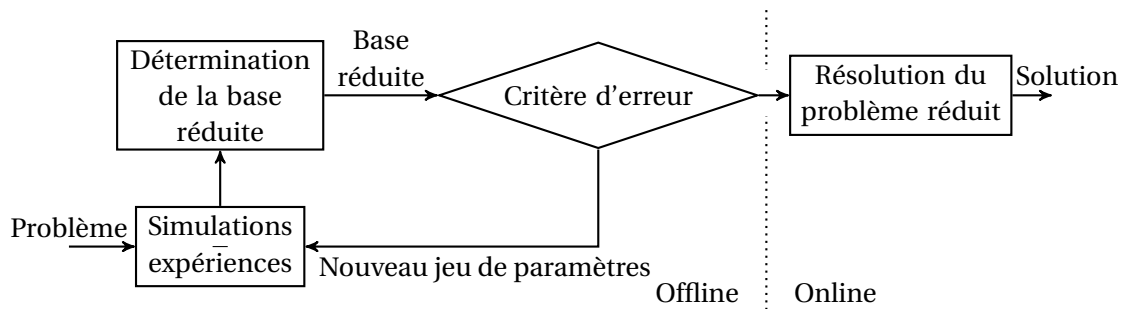 Détermination
de la base
réduite
Base
réduite
Critère d'erreur
Résolution du
problème réduit
Solution
Problème
Simulations
–
expériences
Nouveau jeu de paramètres
Offline
Online